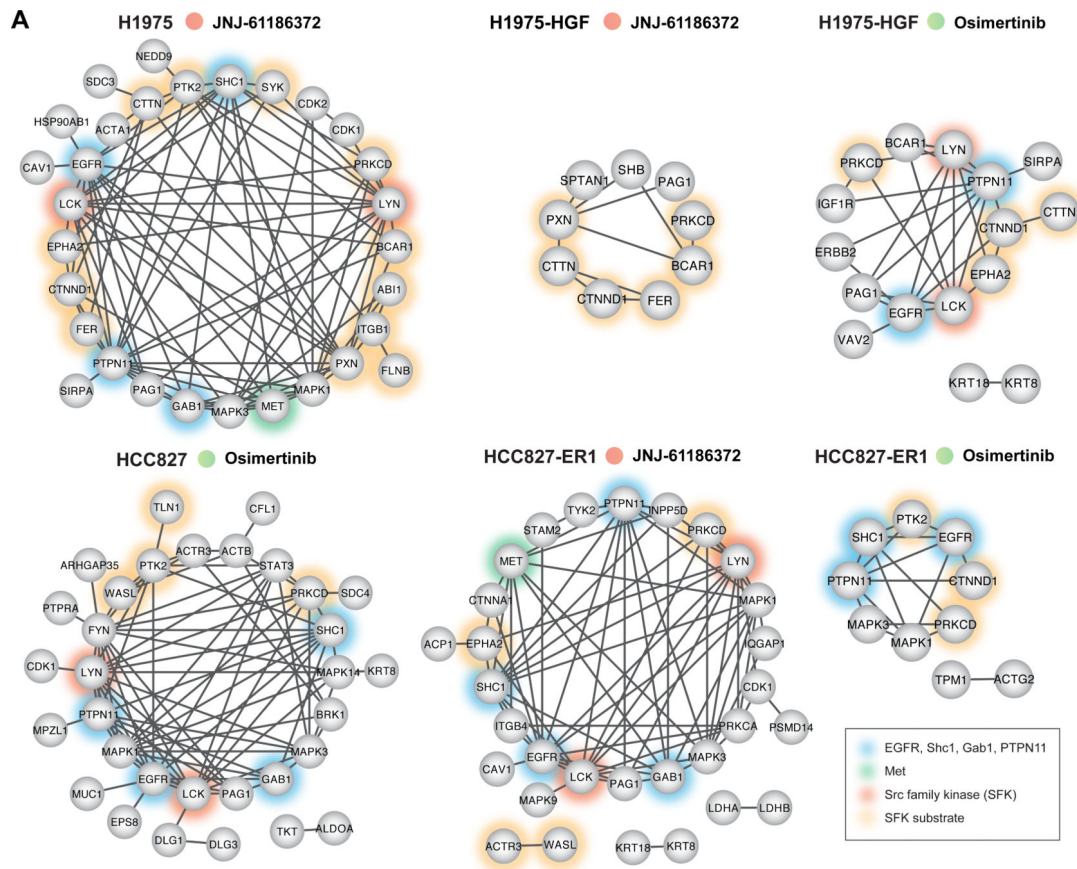 A
H1975 JNJ-61186372
NEDD9
SDC3
PTK2
SHC1
SYK
CTTN
CDK2
HSP90AB1
ACTA1
CDK1
CAV1
EGFR
PRKCD
LCK
LYN
EPHA2
BCAR1
CTNND1
ABI1
FER
ITGB1
PTPN11
PXN
FLNB
SIRPA
PAG1
MAPK1
GAB1
MAPK3
MET
H1975-HGF JNJ-61186372
SHB
SPTAN1
PAG1
PXN
PRKCD
CTTN
BCAR1
CTNND1
FER
H1975-HGF Osimertinib
BCAR1
LYN
PRKCD
SIRPA
PTPN11
IGF1R
CTNND1
CTTN
ERBB2
EPHA2
PAG1
EGFR
LCK
VAV2
KRT18
KRT8
HCC827 Osimertinib
TLN1
CFL1
ACTR3
ACTB
ARHGAP35
PTK2
STAT3
WASL
PRKCD
SDC4
PTPRA
FYN
SHC1
CDK1
LYN
MAPK14
KRT8
PTPN11
BRK1
MPZL1
MAPK1
MAPK3
EGFR
GAB1
MUC1
LCK
PAG1
EPS8
DLG1
DLG3
TKT
ALDOA
HCC827-ER1 JNJ-61186372
PTPN11
TYK2
INPP5D
STAM2
PRKCD
MET
LYN
CTNNA1
MAPK1
ACP1
EPHA2
IQGAP1
SHC1
CDK1
ITGB4
PRKCA
PSMD14
CAV1
EGFR
MAPK3
LCK
PAG1
GAB1
MAPK9
LDHA
LDHB
ACTR3
WASL
KRT18
KRT8
HCC827-ER1 Osimertinib
PTK2
SHC1
EGFR
PTPN11
CTNND1
MAPK3
PRKCD
MAPK1
TPM1
ACTG2
EGFR, Shc1, Gab1, PTPN11
Met
Src family kinase (SFK)
SFK substrate